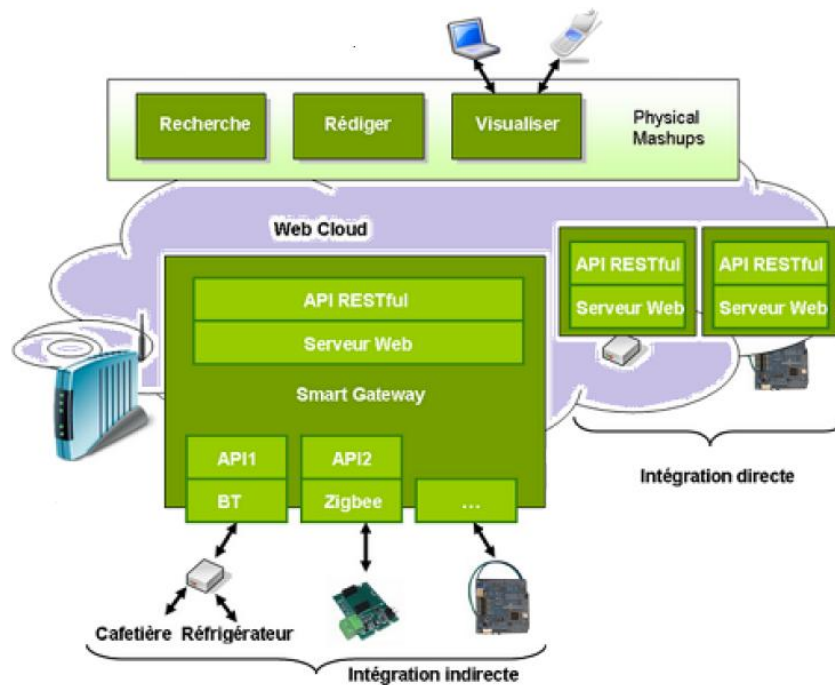 Recherche
Rédiger
Visualiser
Physical
Mashups
Web Cloud
API RESTful
Serveur Web
API RESTful
Serveur Web
API RESTful
Serveur Web
Smart Gateway
API1
BT
API2
Zigbee
...
Intégration directe
Cafetière
Réfrigérateur
Intégration indirecte